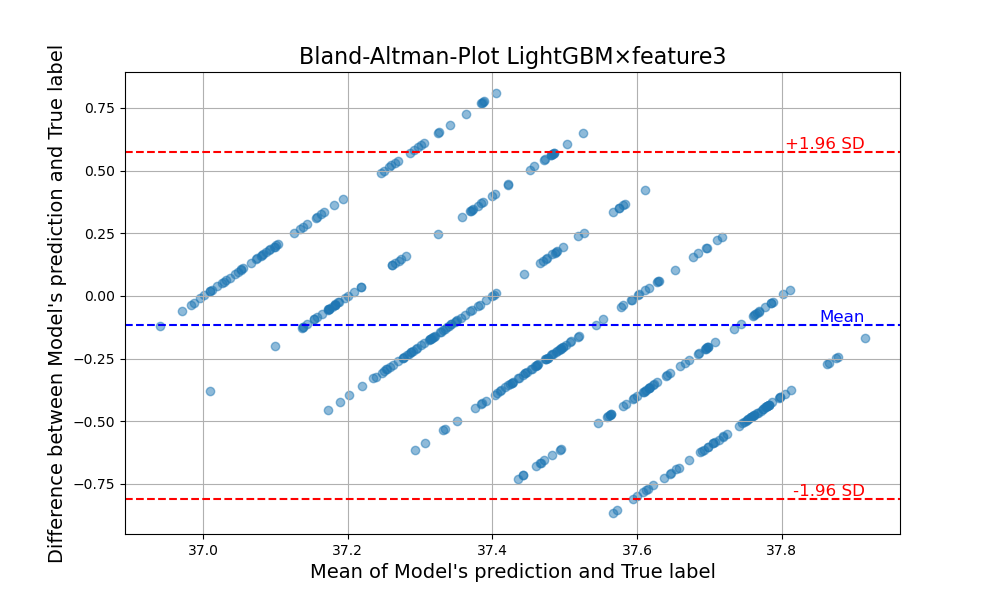 Bland-Altman-Plot LightGBM×feature3
Difference between Model's prediction and True label
0.75
0.50
0.25
0.00
−0.25
−0.50
−0.75
+1.96 SD
Mean
-1.96 SD
37.0
37.2
37.4
37.6
37.8
Mean of Model's prediction and True label